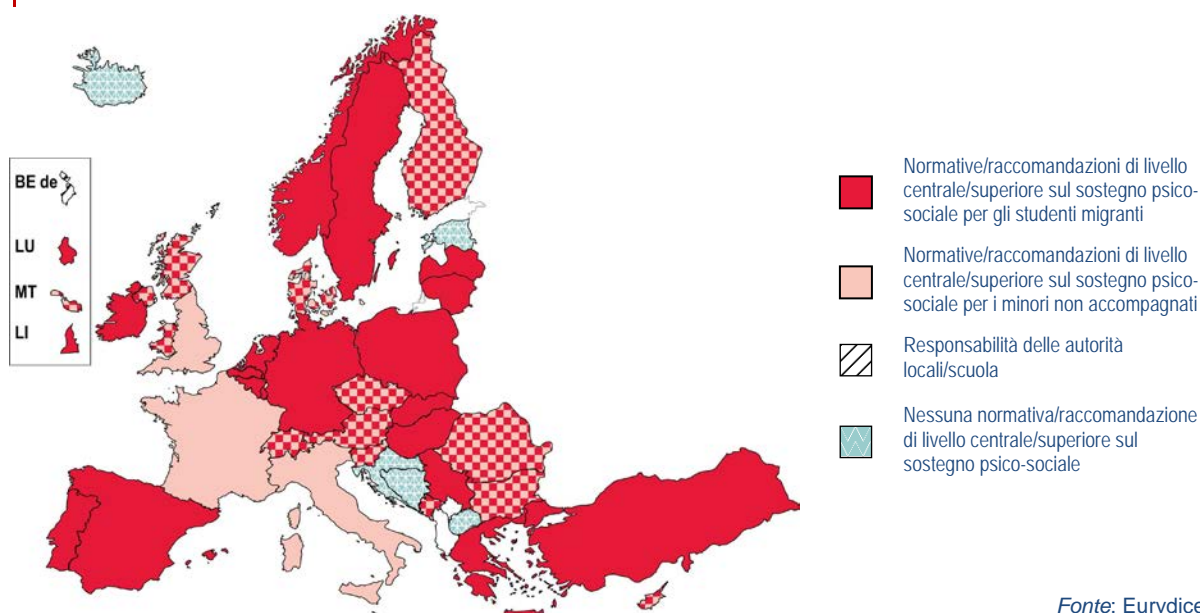 BE de
LU
MT
LI
Normative/raccomandazioni di livello
centrale/superiore sul sostegno psico-
sociale per gli studenti migranti
Normative/raccomandazioni di livello
centrale/superiore sul sostegno psico-
sociale per i minori non accompagnati
Responsabilità delle autorità
locali/scuola
Nessuna normativa/raccomandazione
di livello centrale/superiore sul
sostegno psico-sociale
Fonte: Eurydice